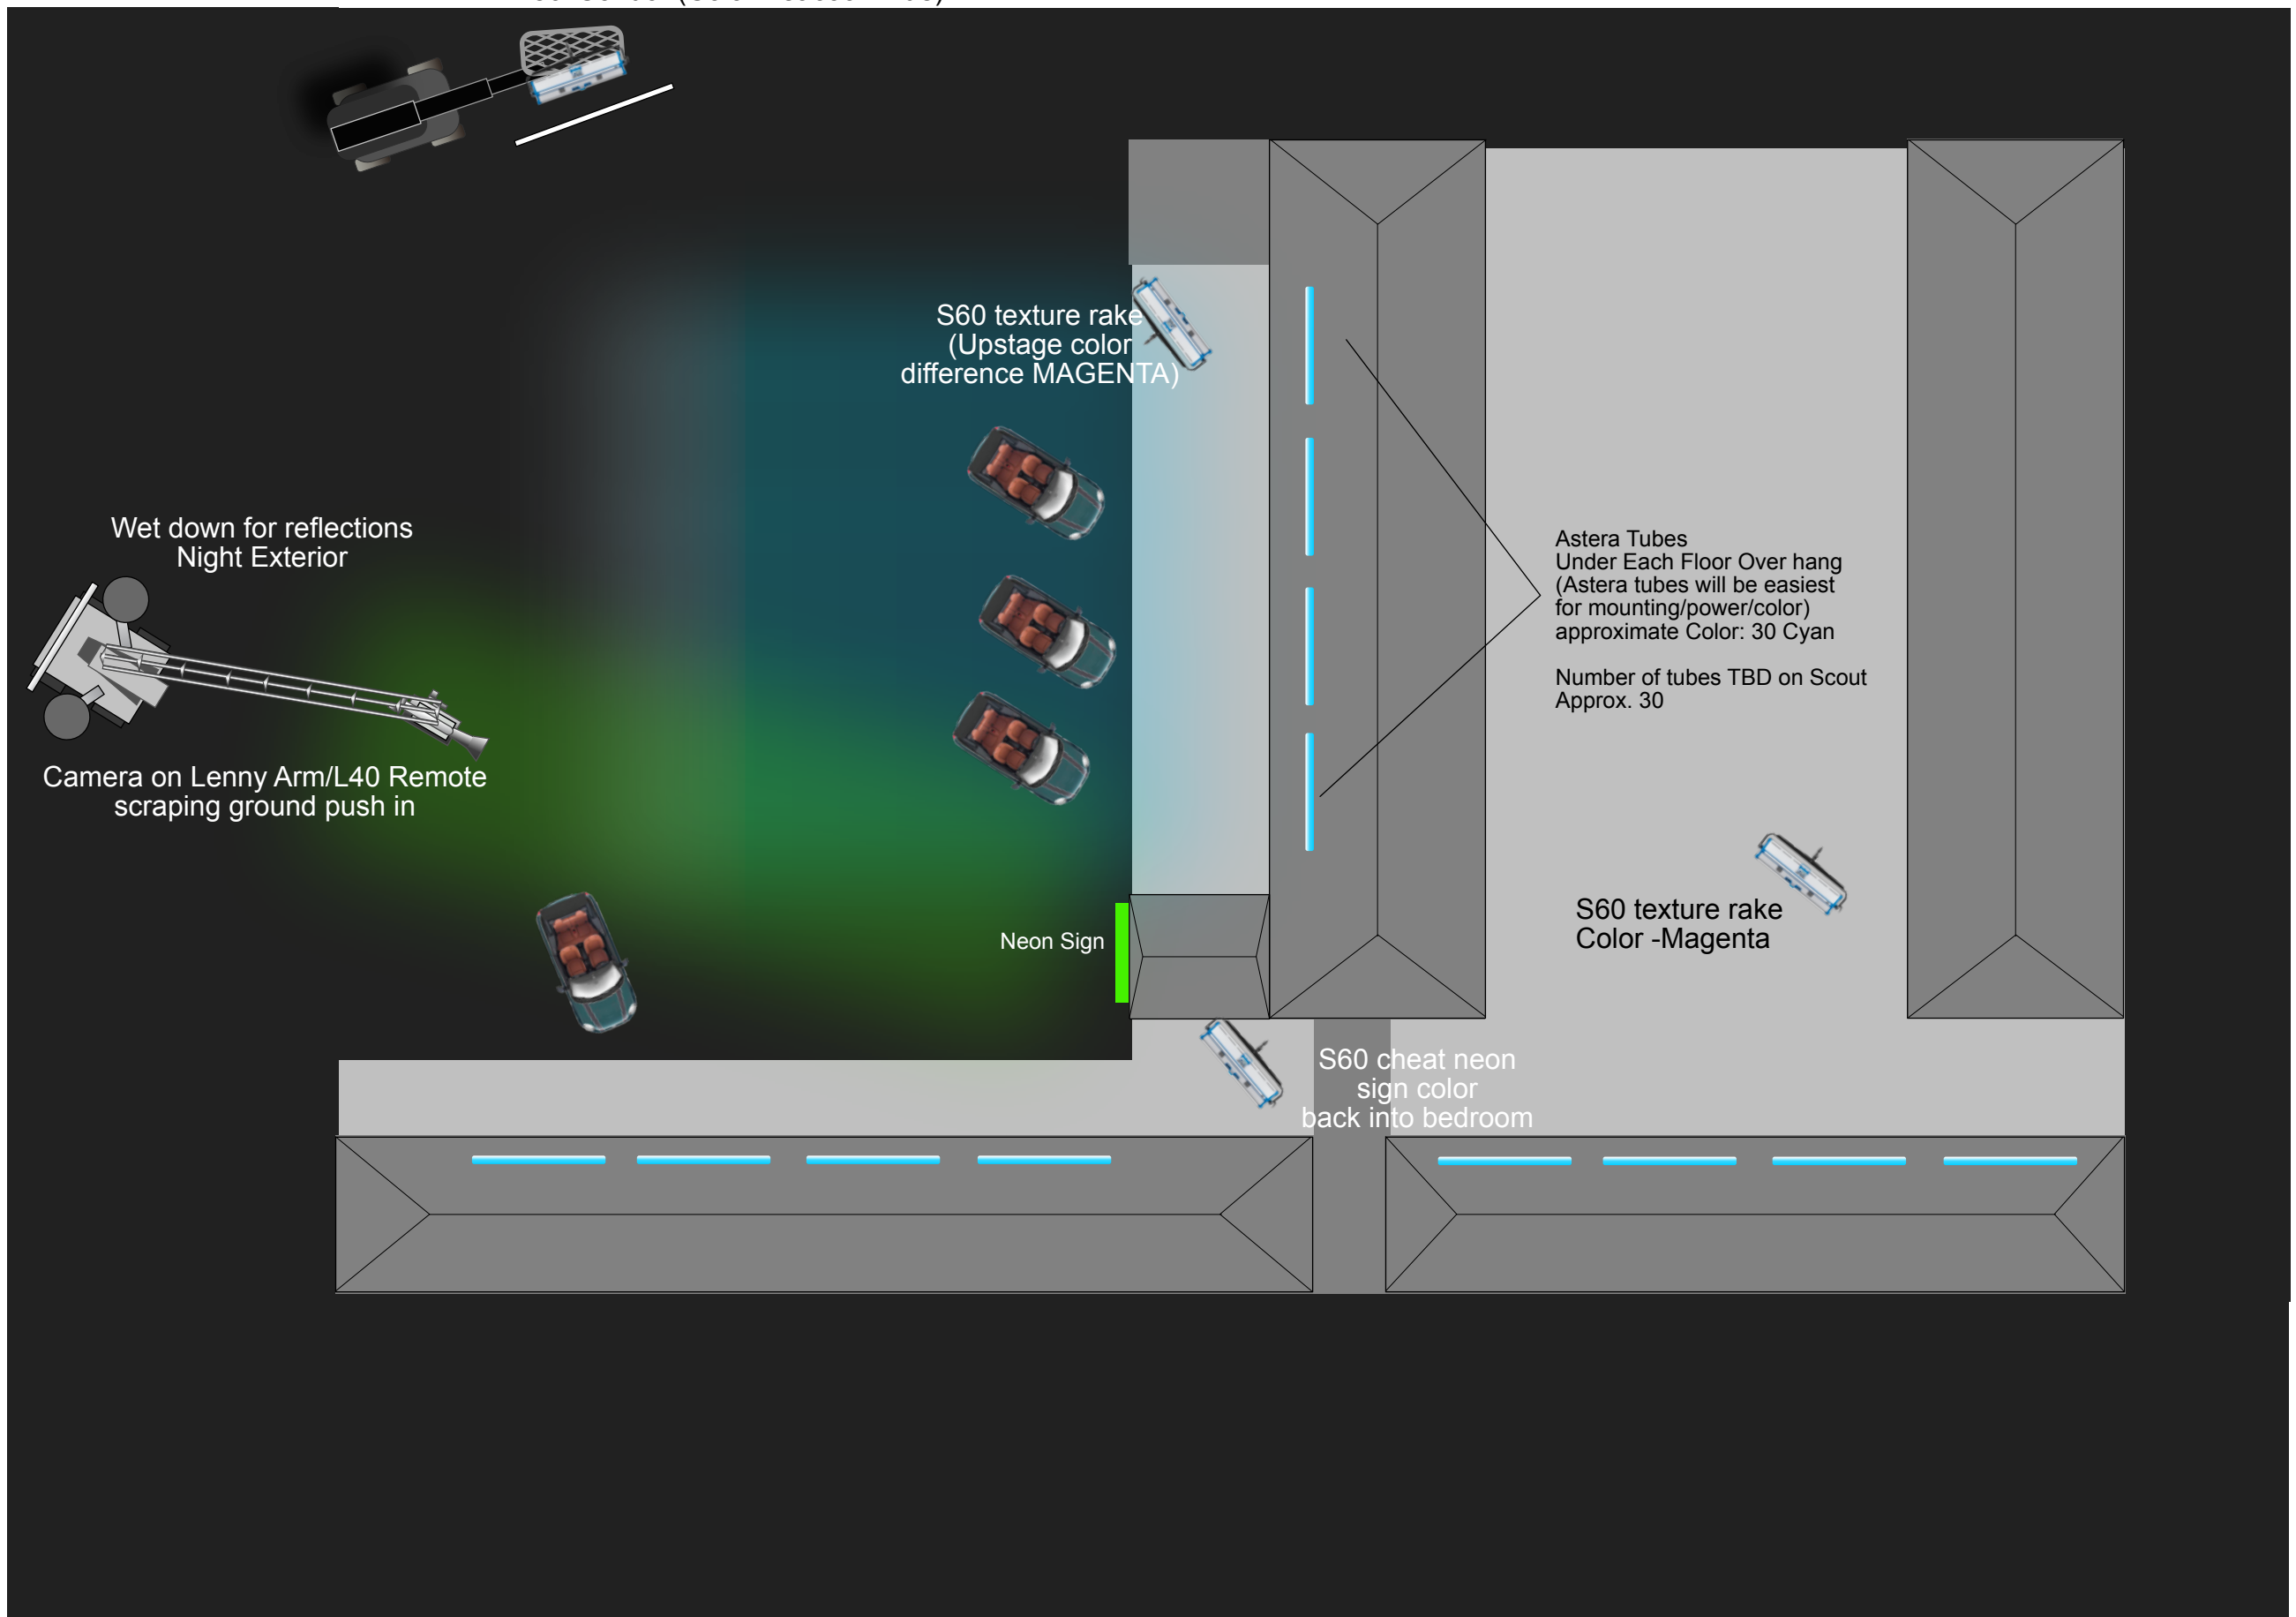 S60 texture rake
(Upstage color
difference MAGENTA)
Wet down for reflections
Night Exterior
Camera on Lenny Arm/L40 Remote
scraping ground push in
Astera Tubes
Under Each Floor Over hang
(Astera tubes will be easiest
for mounting/power/color)
approximate Color: 30 Cyan
Number of tubes TBD on Scout
Approx. 30
S60 texture rake
Color -Magenta
Neon Sign
S60 cheat neon
sign color
back into bedroom